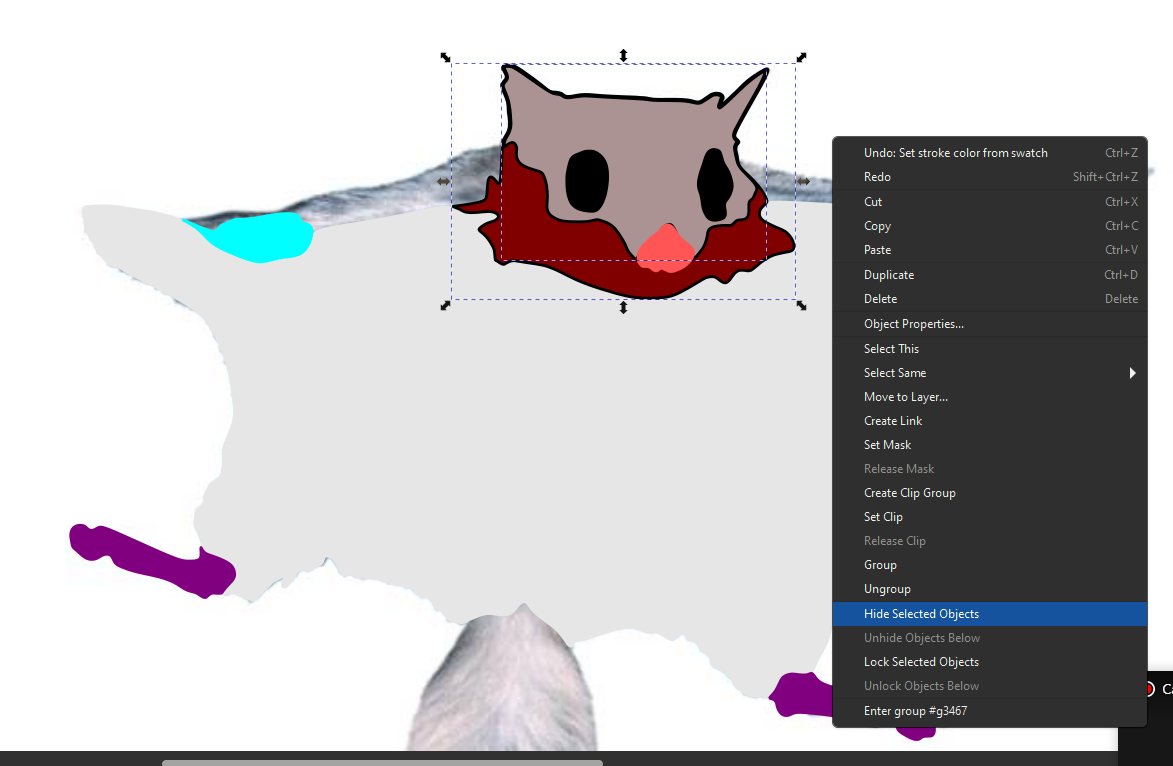 Undo: Set stroke color from swatch Ctrl+Z
Redo Shift+Ctrl+Z
Cut Ctrl+X
Copy Ctrl+C
Paste Ctrl+V
Duplicate Ctrl+D
Delete Delete
Object Properties...
Select This
Select Same
Move to Layer...
Create Link
Set Mask
Release Mask
Create Clip Group
Set Clip
Release Clip
Group
Ungroup
Hide Selected Objects
Unhide Objects Below
Lock Selected Objects
Unlock Objects Below
Enter group #g3467